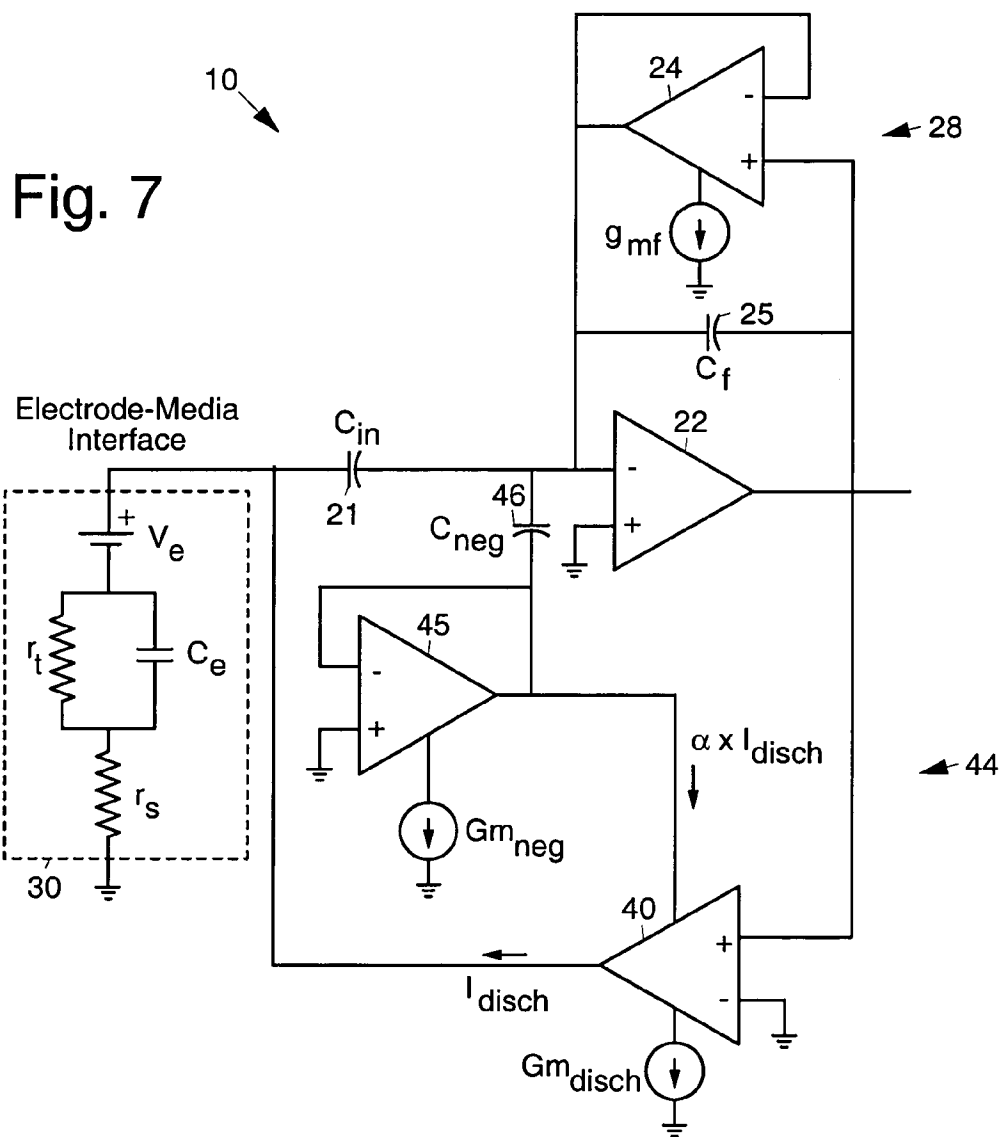 10
Fig. 7
24
-
+
28
g mf
25
C f
Electrode-Media
Interface
C in
21
22
-
+
46
C neg
+
V e
r t
C e
r s
30
45
-
+
Gm neg
α x I disch
44
40
+
-
I disch
Gm disch